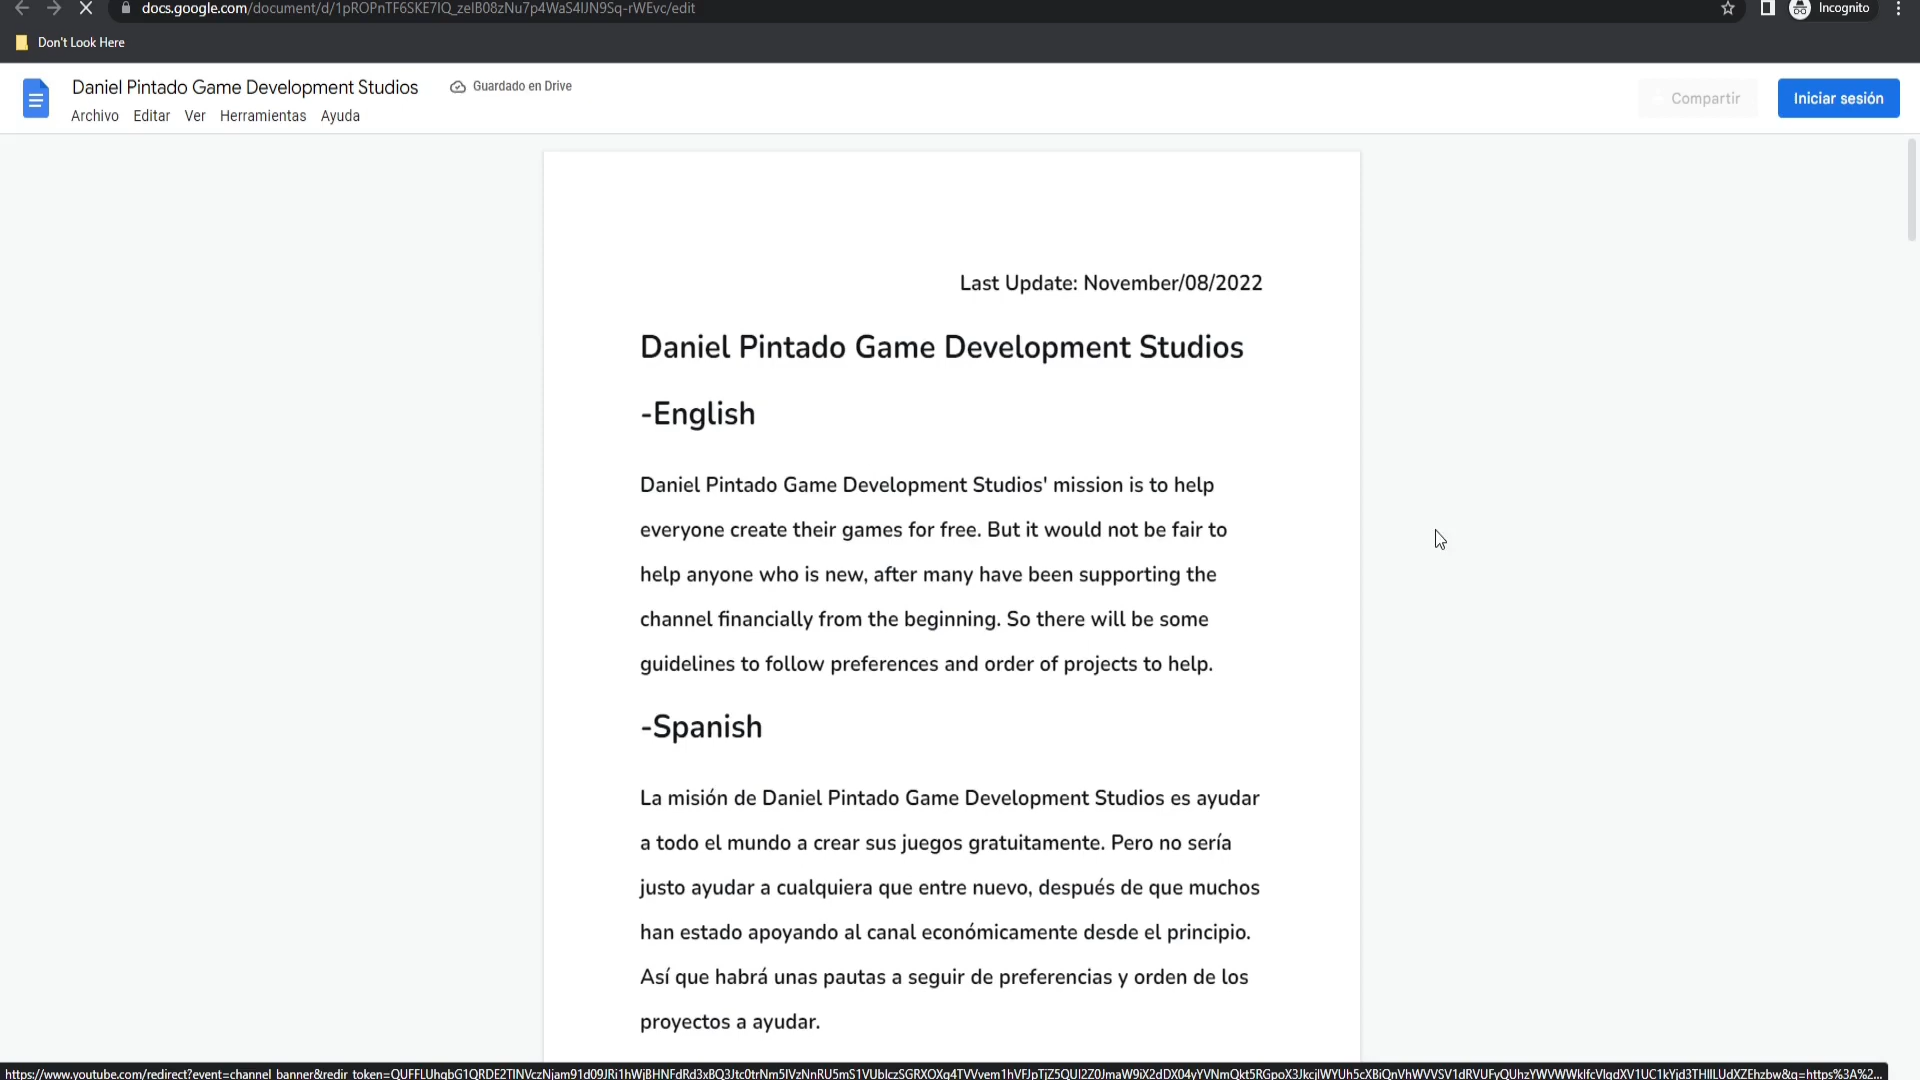 docs.google.com/document/d/1pROPnTF6SKE7IQ_zeIB08zNu7p4WaS4IJN9Sq-rWEvc/edit
Incognito
Don't Look Here
Daniel Pintado Game Development Studios
Guardado en Drive
Archivo Editar Ver Herramientas Ayuda
Compartir
Iniciar sesión
Last Update: November/08/2022
Daniel Pintado Game Development Studios
-English
Daniel Pintado Game Development Studios' mission is to help
everyone create their games for free. But it would not be fair to
help anyone who is new, after many have been supporting the
channel financially from the beginning. So there will be some
guidelines to follow preferences and order of projects to help.
-Spanish
La misión de Daniel Pintado Game Development Studios es ayudar
a todo el mundo a crear sus juegos gratuitamente. Pero no sería
justo ayudar a cualquiera que entre nuevo, después de que muchos
han estado apoyando al canal económicamente desde el principio.
Así que habrá unas pautas a seguir de preferencias y orden de los
proyectos a ayudar.